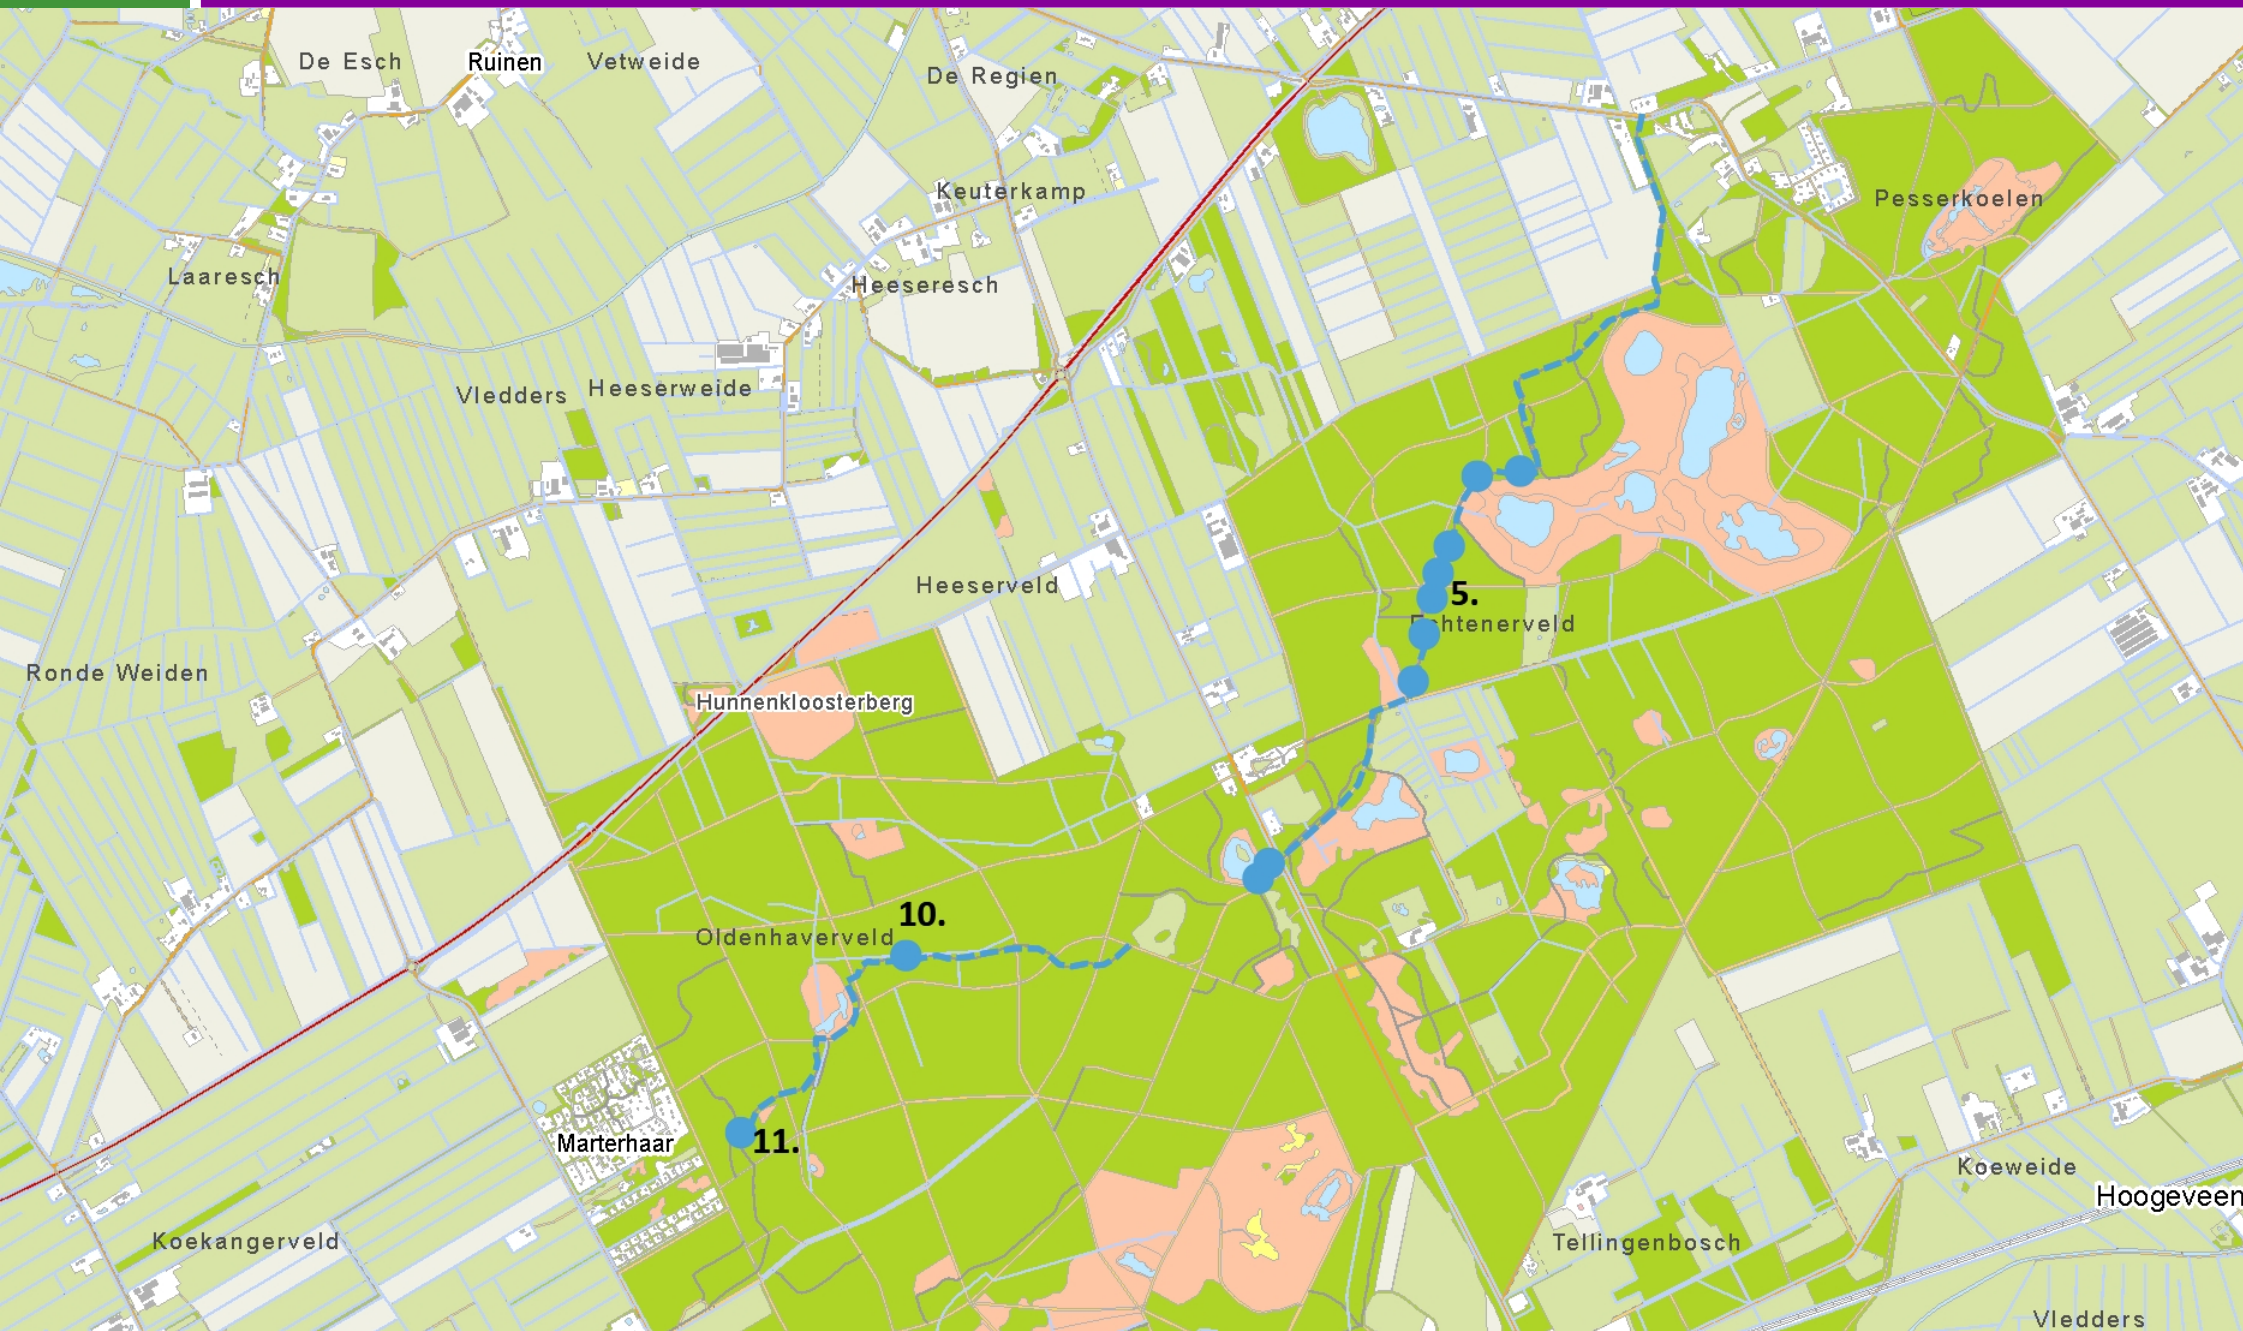 De Esch
Ruinen
Vetweide
De Regien
Keuterkamp
Pesserkoelen
Laaresch
Heeseresch
Vledders
Heeserweide
Heeserveld
5.
Echtenerveld
Ronde Weiden
Hunnenkloosterberg
10.
Oldenhaverveld
11.
Marterhaar
Koeweide
Hoogeveen
Koekangerveld
Tellingenbosch
Vledders